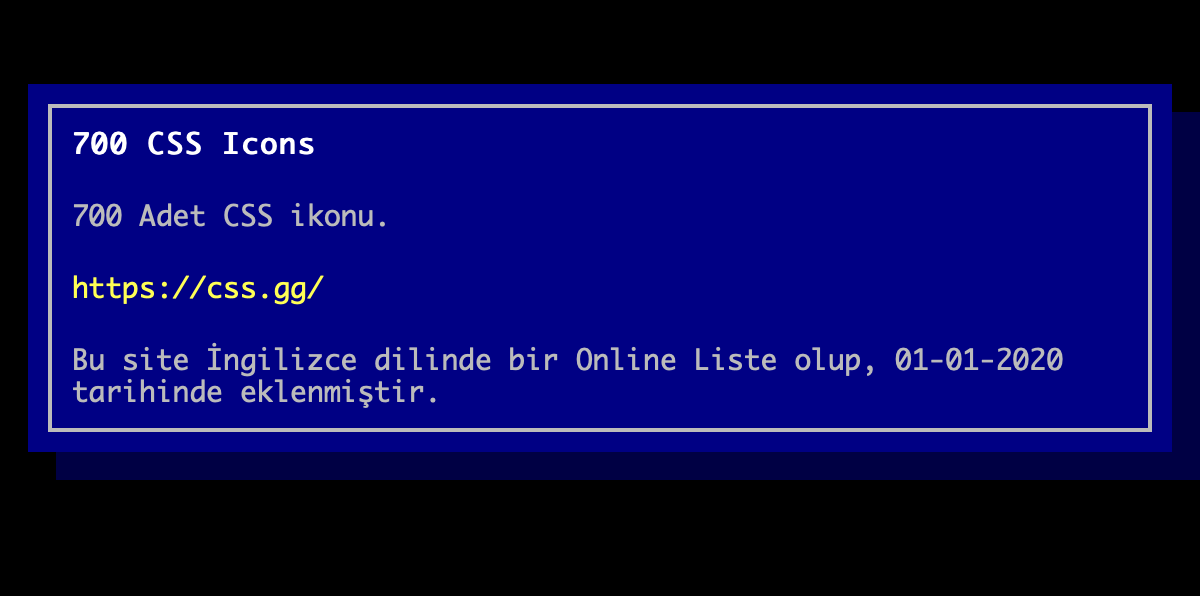 700 CSS Icons
700 Adet CSS ikonu.
https://css.gg/
Bu site İngilizce dilinde bir Online Liste olup, 01-01-2020
tarihinde eklenmiştir.